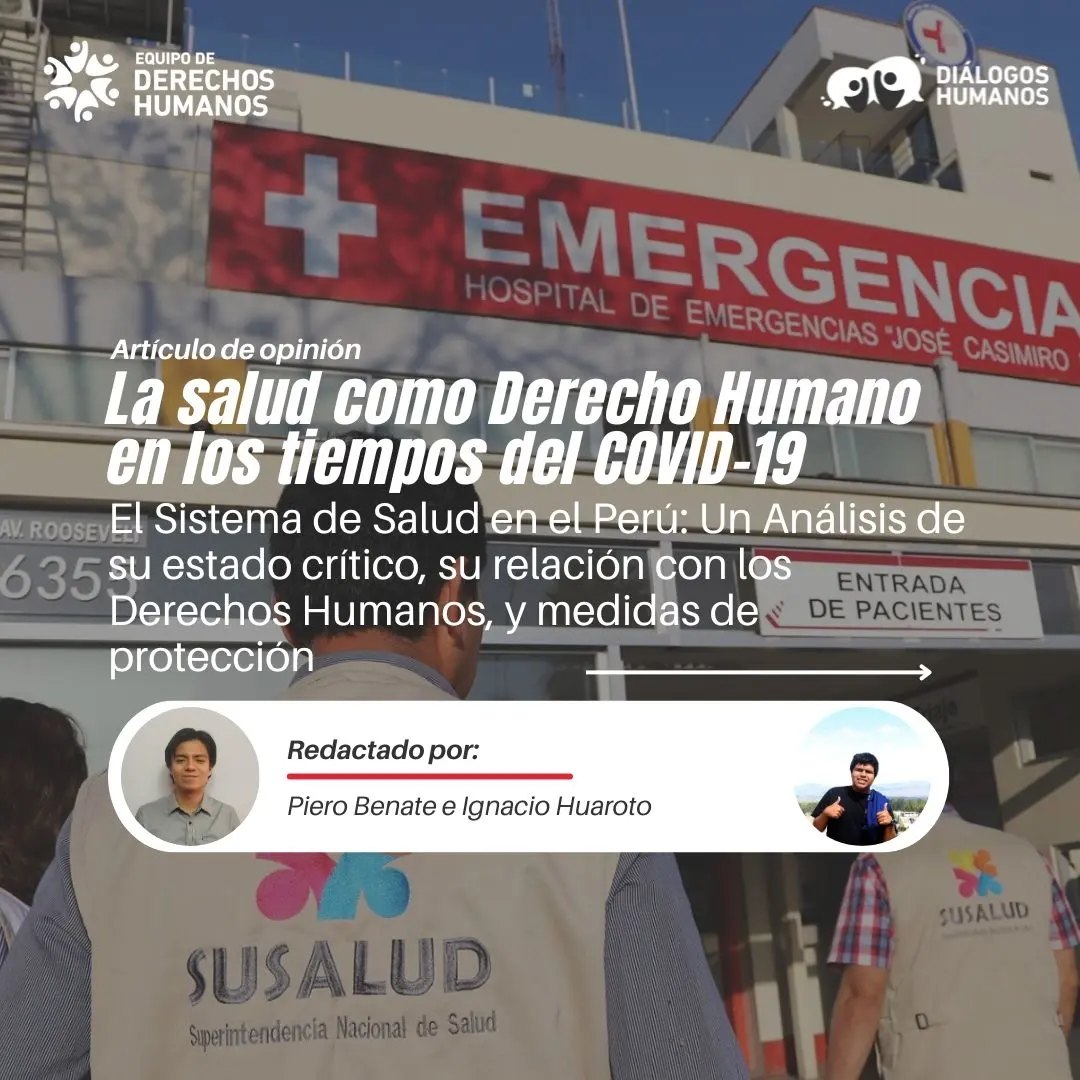 EQUIPO DE
DERECHOS
HUMANOS
DIÁLOGOS
HUMANOS
EMERGENCIA
HOSPITAL DE EMERGENCIAS "JOSÉ CASIMIRO
Artículo de opinión
La salud como Derecho Humano
en los tiempos del COVID-19
El Sistema de Salud en el Perú: Un Análisis de
su estado crítico, su relación con los
Derechos Humanos, y medidas de
protección
AV. ROOSEVELT
6355
ENTRADA
DE PACIENTES
Redactado por:
Piero Benate e Ignacio Huaroto
SUSALUD
Superintendencia Nacional de Salud
SUSALUD